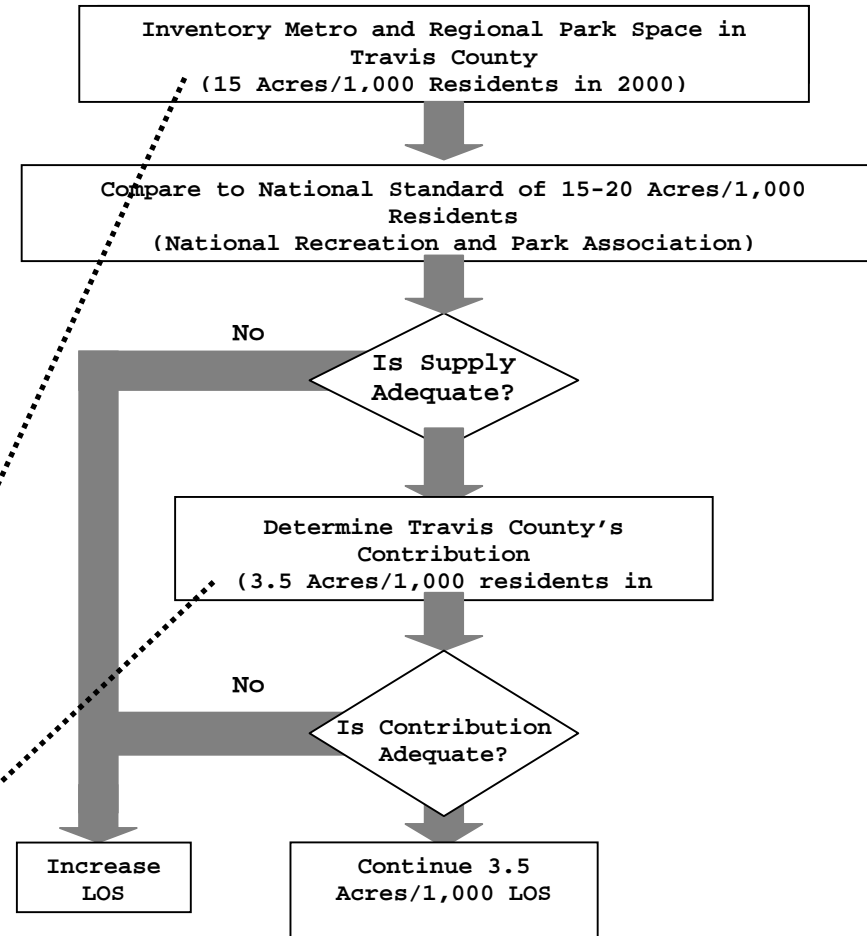 Inventory Metro and Regional Park Space in
Travis County
(15 Acres/1,000 Residents in 2000)
Compare to National Standard of 15-20 Acres/1,000
Residents
(National Recreation and Park Association)
No
Is Supply
Adequate?
Determine Travis County's
Contribution
(3.5 Acres/1,000 residents in
No
Is Contribution
Adequate?
Increase
LOS
Continue 3.5
Acres/1,000 LOS